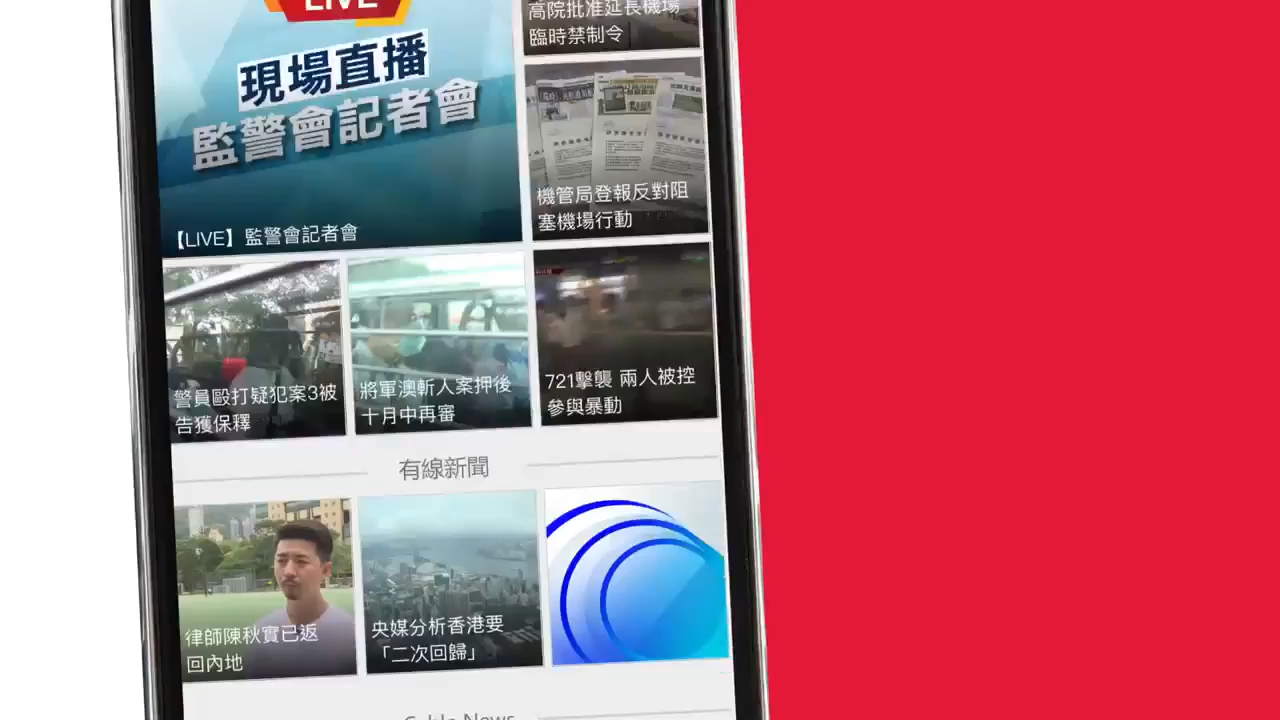 LIVE
現場直播
監警會記者會
【LIVE】監警會記者會
高院批准延長機場
臨時禁制令
機管局登報反對阻
塞機場行動
警員毆打疑犯案3被
告獲保釋
將軍澳斬人案押後
十月中再審
721擊襲 兩人被控
參與暴動
有線新聞
律師陳秋實已返
回內地
央媒分析香港要
「二次回歸」
Cable News